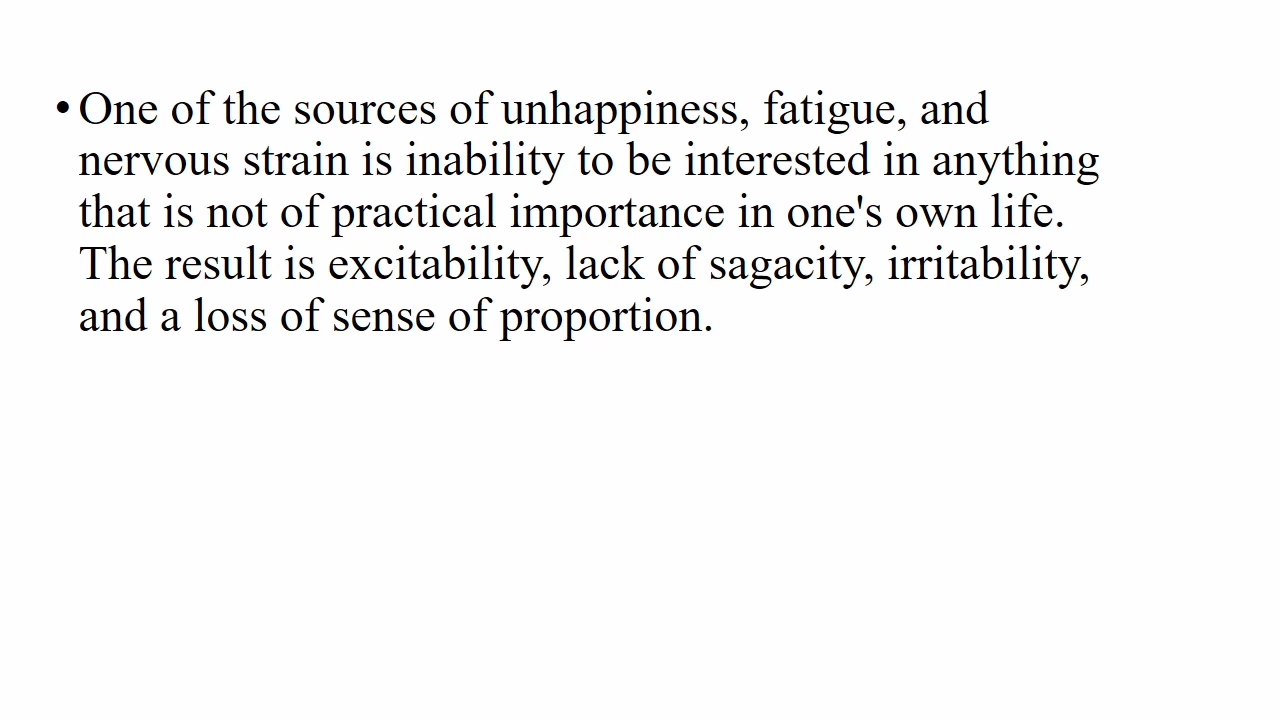 • One of the sources of unhappiness, fatigue, and
nervous strain is inability to be interested in anything
that is not of practical importance in one's own life.
The result is excitability, lack of sagacity, irritability,
and a loss of sense of proportion.